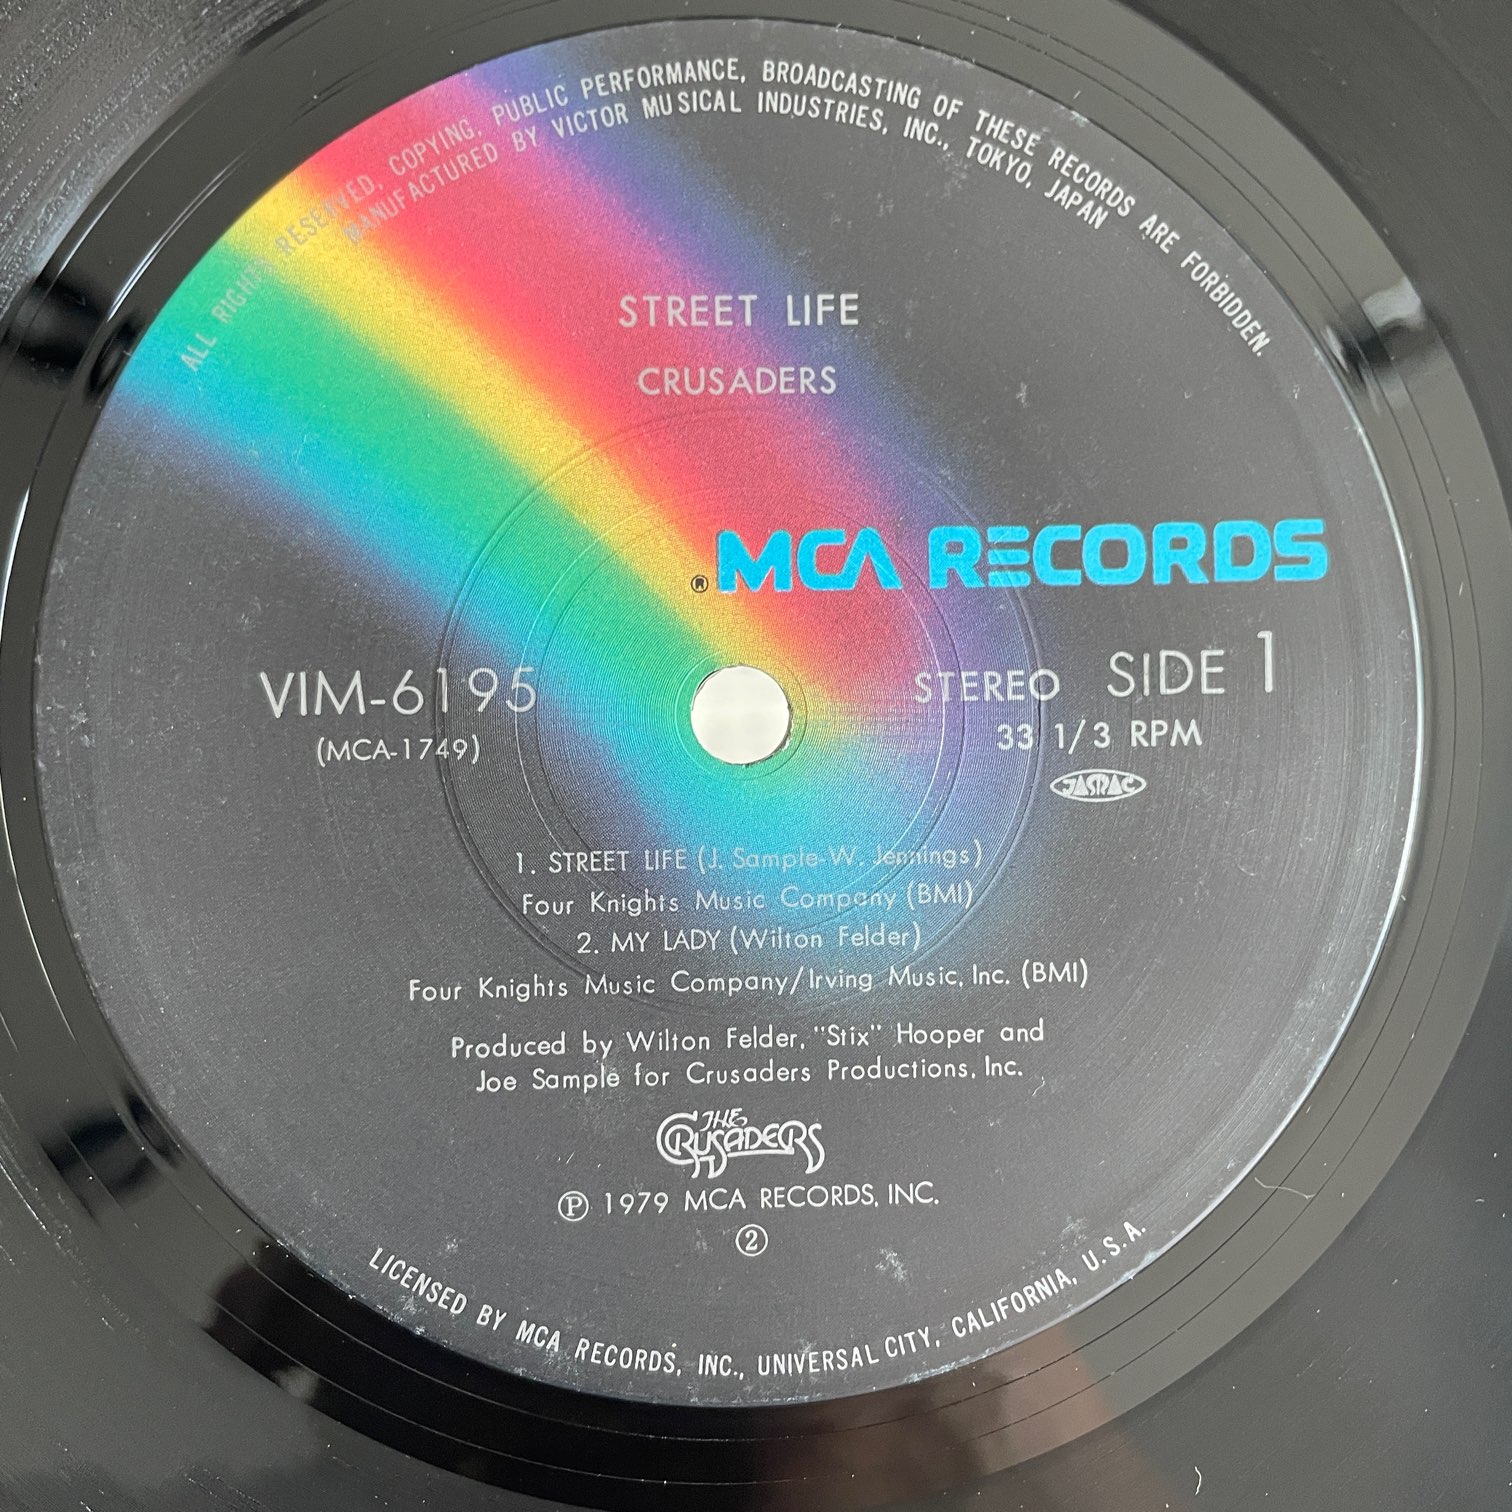 ALL RIGHTS RESERVED. COPYING, PUBLIC PERFORMANCE, BROADCASTING OF THESE RECORDS ARE FORBIDDEN.
MANUFACTURED BY VICTOR MUSICAL INDUSTRIES, INC., TOKYO, JAPAN
STREET LIFE
CRUSADERS
® MCA RECORDS
VIM-6195
(MCA-1749)
STEREO SIDE 1
33 1/3 RPM
JASRAC
1. STREET LIFE (J. Sample-W. Jennings)
Four Knights Music Company (BMI)
2. MY LADY (Wilton Felder)
Four Knights Music Company/Irving Music, Inc. (BMI)
Produced by Wilton Felder, "Stix" Hooper and
Joe Sample for Crusaders Productions, Inc.
THE
CRUSADERS
Ⓟ 1979 MCA RECORDS, INC.
②
LICENSED BY MCA RECORDS, INC., UNIVERSAL CITY, CALIFORNIA, U.S.A.